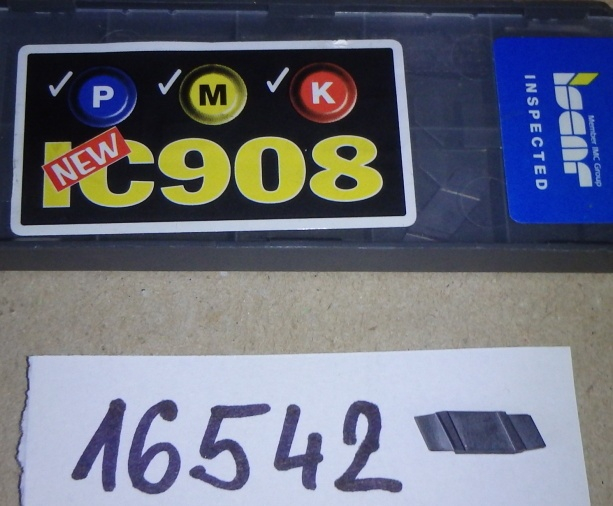 P M K
NEW
IC908
iscar
Member IMC Group
INSPECTED
16542